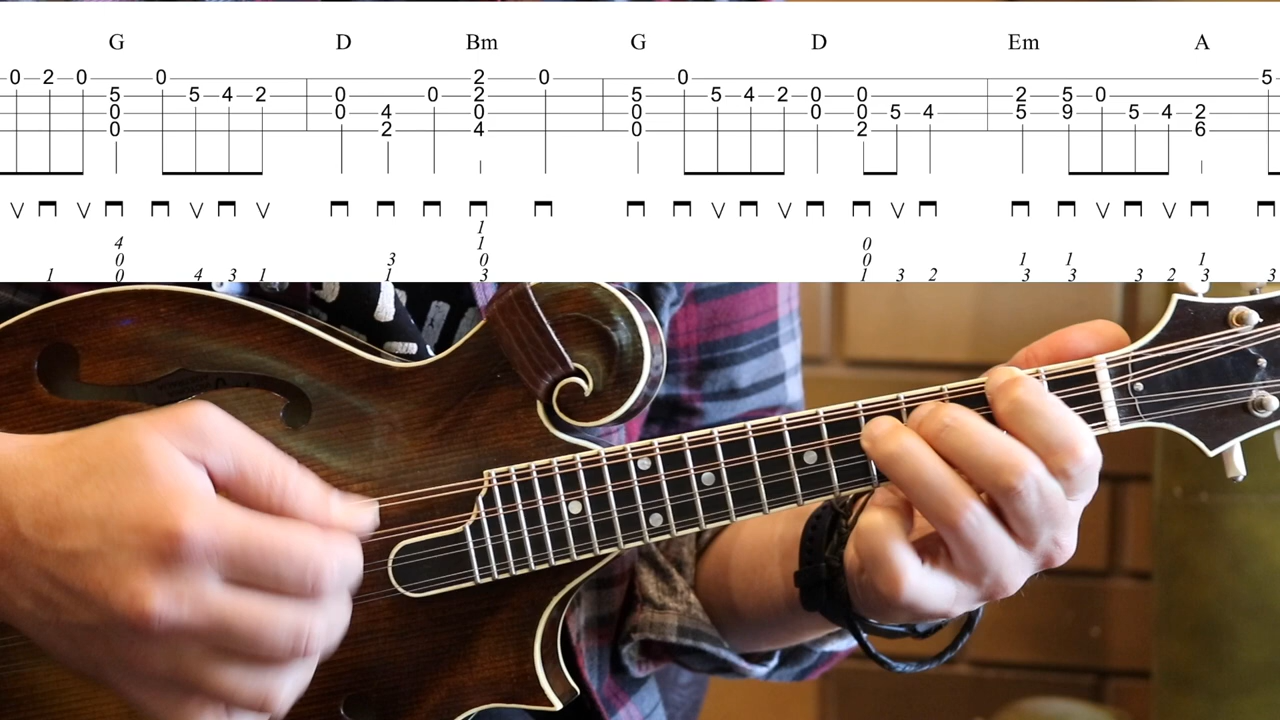 G D Bm G D Em A
0 2 0 0 2 0 0 5
5 5 4 2 0 0 2 5 5 4 2 0 0 2 5 0
0 0 4 0 0 0 0 5 4 5 9 5 4 2
0 2 4 0 2 6
V V V V V V V V V V
1
4 1 0
0 3 0 0 1 1 1
1 0 4 3 1 1 3 1 3 2 3 3 3 2 3 3